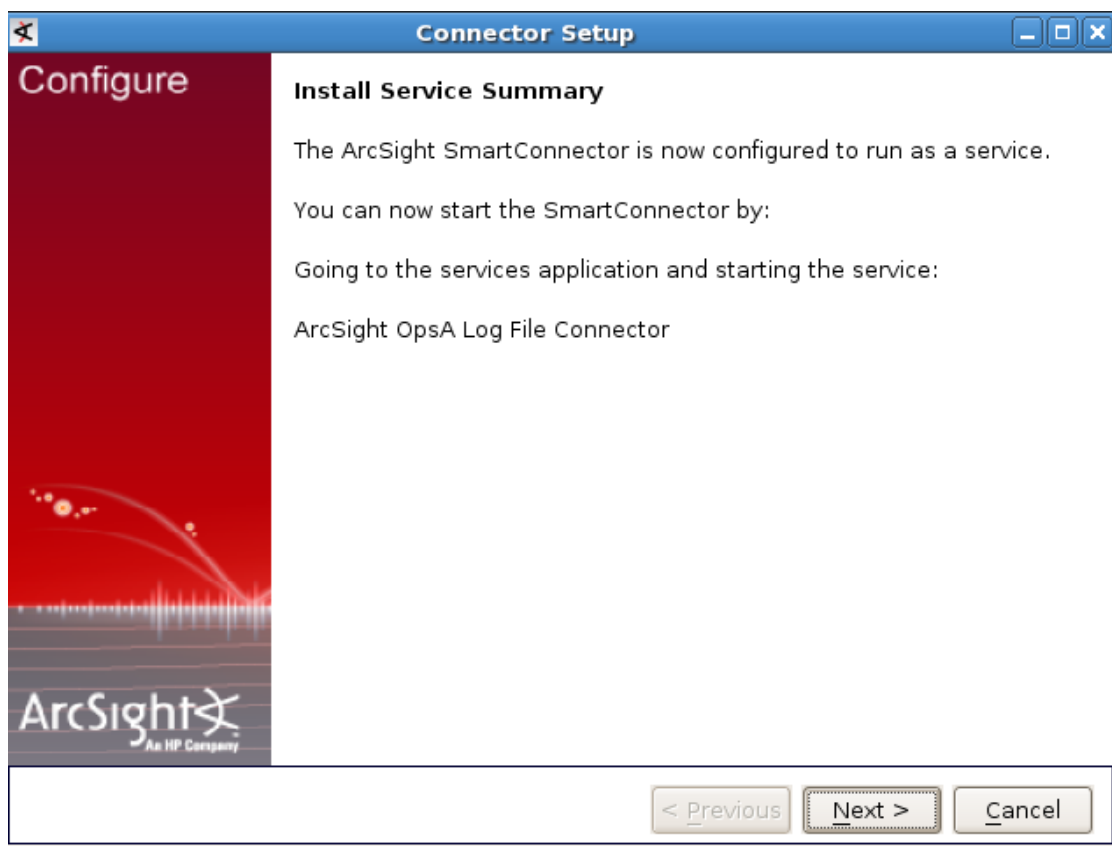 Connector Setup
Configure
Install Service Summary
The ArcSight SmartConnector is now configured to run as a service.
You can now start the SmartConnector by:
Going to the services application and starting the service:
ArcSight OpsA Log File Connector
ArcSight
An HP Company
< Previous
Next >
Cancel